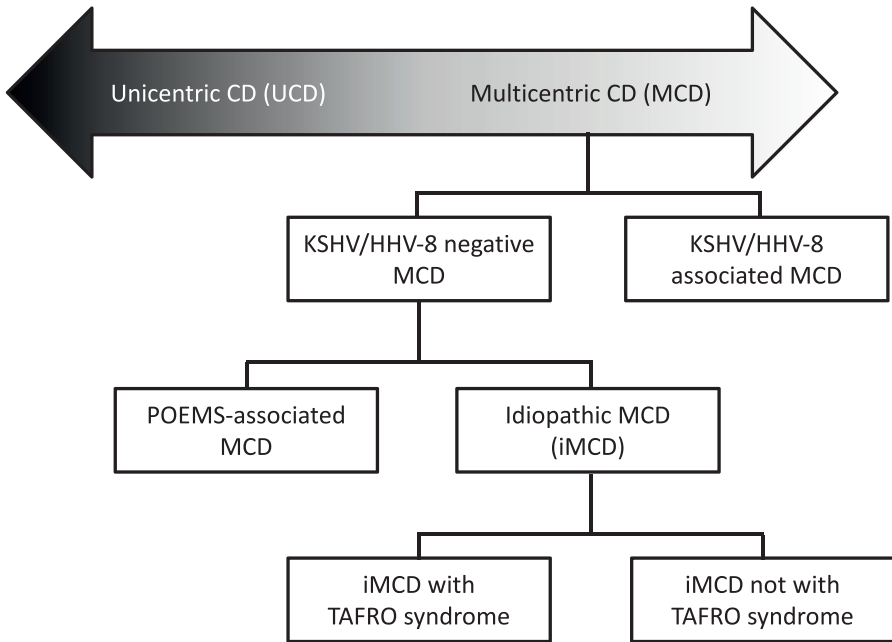 Unicentric CD (UCD)
Multicentric CD (MCD)
KSHV/HHV-8 negative
MCD
KSHV/HHV-8
associated MCD
POEMS-associated
MCD
Idiopathic MCD
(iMCD)
iMCD with
TAFRO syndrome
iMCD not with
TAFRO syndrome